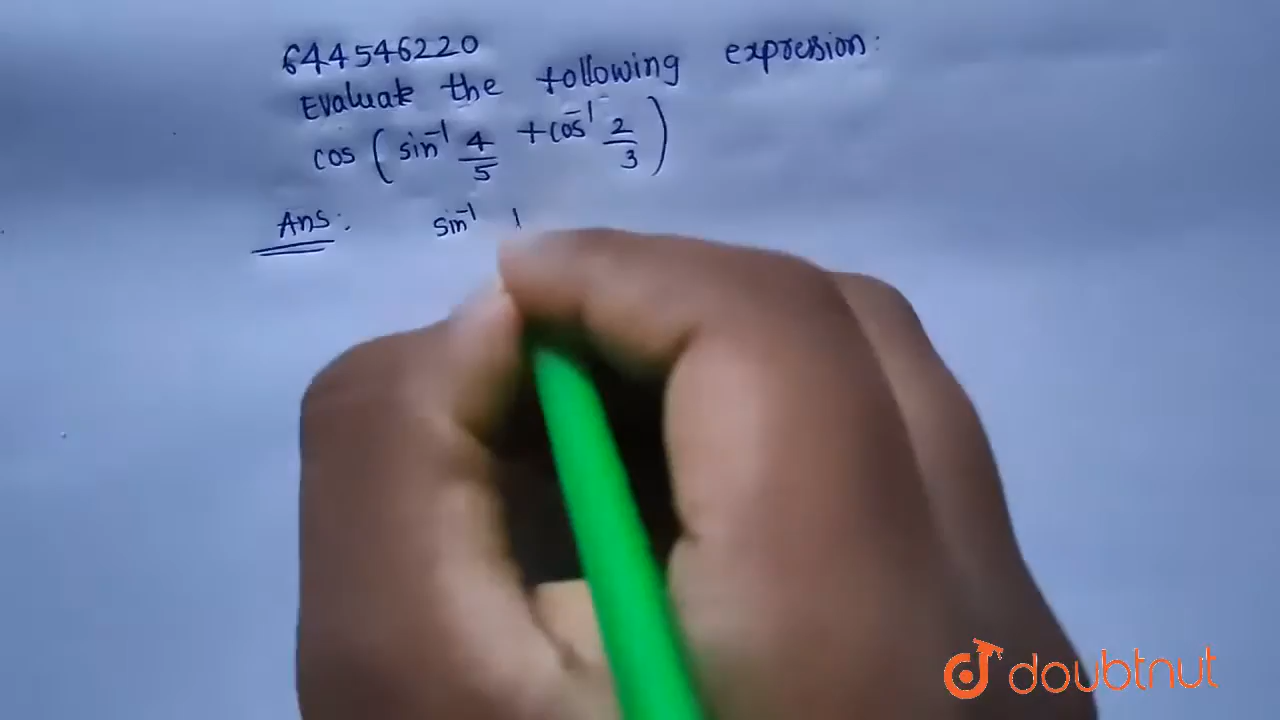 644546220
Evaluate the following expression:
cos (sin⁻¹ 4/5 + cos⁻¹ 2/3)
Ans: sin⁻¹
doubtnut